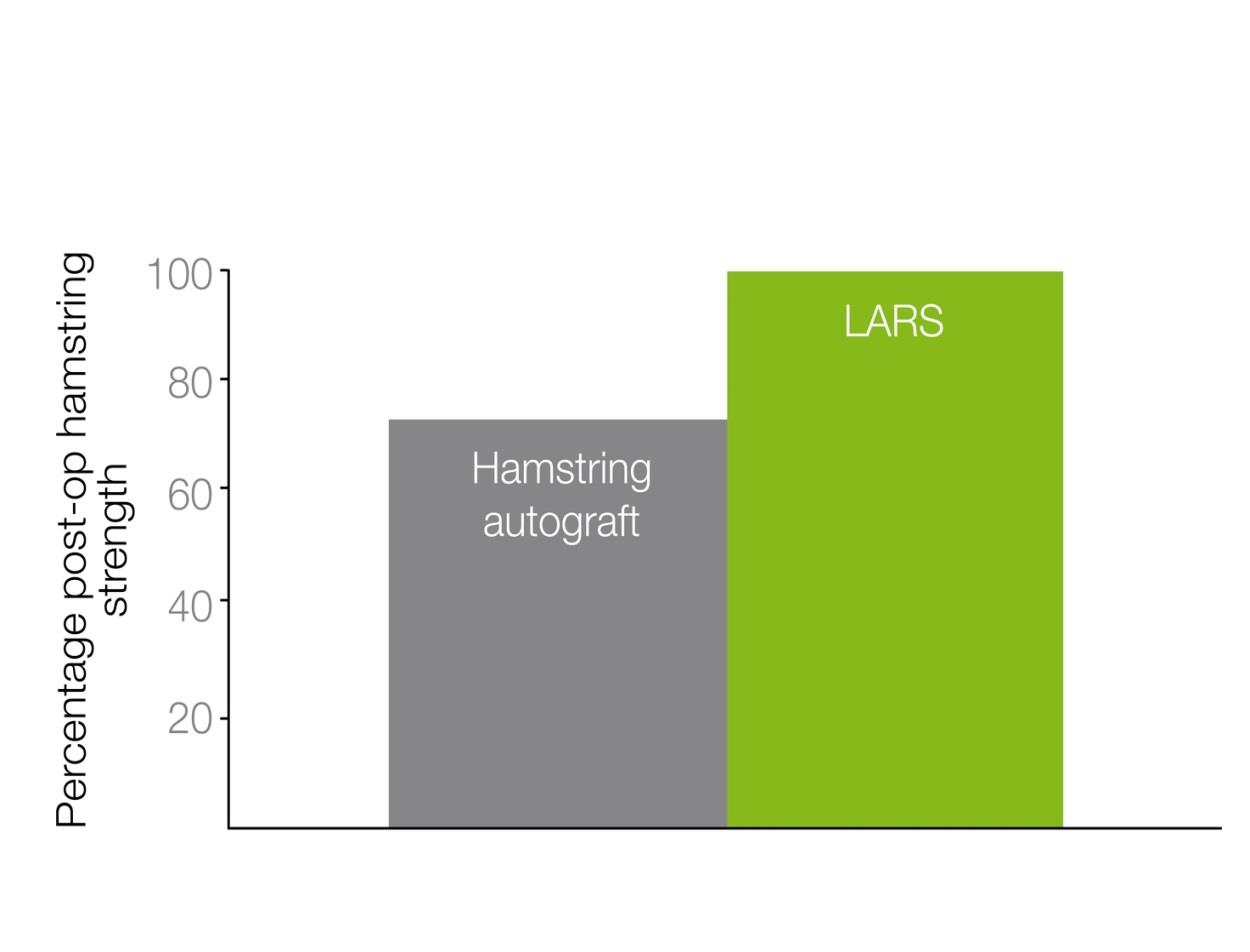 Percentage post-op hamstring
strength
100
80
60
40
20
Hamstring
autograft
LARS